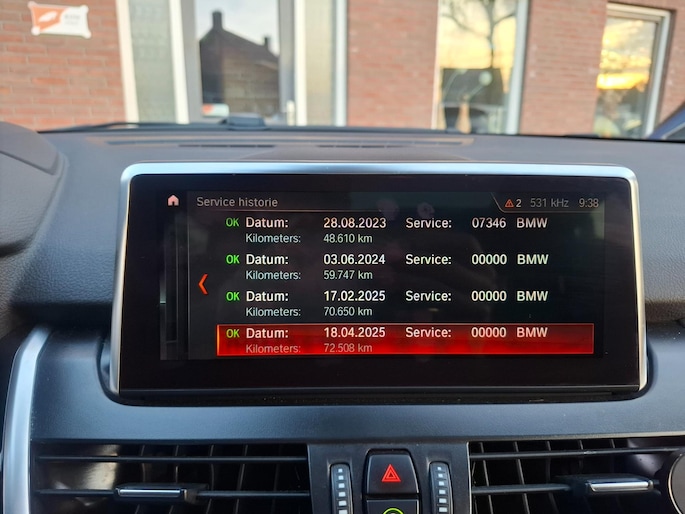 Service historie 2 531 kHz 9:38
OK Datum: 28.08.2023 Service: 07346 BMW
Kilometers: 48.610 km
OK Datum: 03.06.2024 Service: 00000 BMW
Kilometers: 59.747 km
OK Datum: 17.02.2025 Service: 00000 BMW
Kilometers: 70.650 km
OK Datum: 18.04.2025 Service: 00000 BMW
Kilometers: 72.508 km